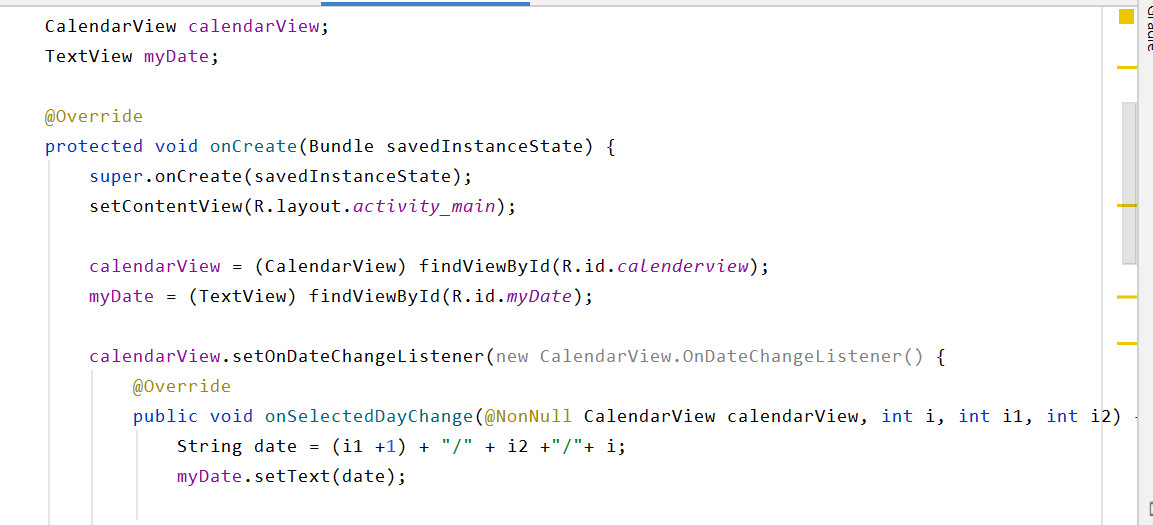 CalendarView calendarView;
TextView myDate;
@Override
protected void onCreate(Bundle savedInstanceState) {
super.onCreate(savedInstanceState);
setContentView(R.layout.activity_main);
calendarView = (CalendarView) findViewById(R.id.calenderview);
myDate = (TextView) findViewById(R.id.myDate);
calendarView.setOnDateChangeListener(new CalendarView.OnDateChangeListener() {
@Override
public void onSelectedDayChange(@NonNull CalendarView calendarView, int i, int i1, int i2)
String date = (i1 +1) + "/" + i2 +"/"+ i;
myDate.setText(date);